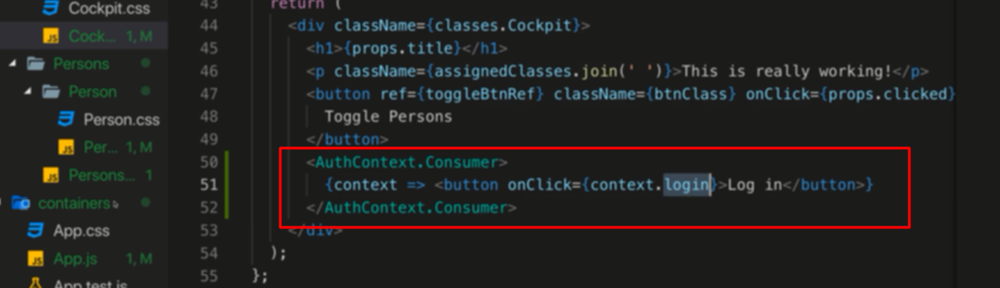 Cockpit.css
Cock... 1, M
Persons
Person
Person.css
Per... 1, M
Persons... 1
containers
App.css
App.js 1, M
App.test.js
43 return (
44 <div className={classes.Cockpit}>
45 <h1>{props.title}</h1>
46 <p className={assignedClasses.join(' ')}>This is really working!</p>
47 <button ref={toggleBtnRef} className={btnClass} onClick={props.clicked}
48 Toggle Persons
49 </button>
50 <AuthContext.Consumer>
51 {context => <button onClick={context.login}>Log in</button>}
52 </AuthContext.Consumer>
53 </div>
54 );
55 };